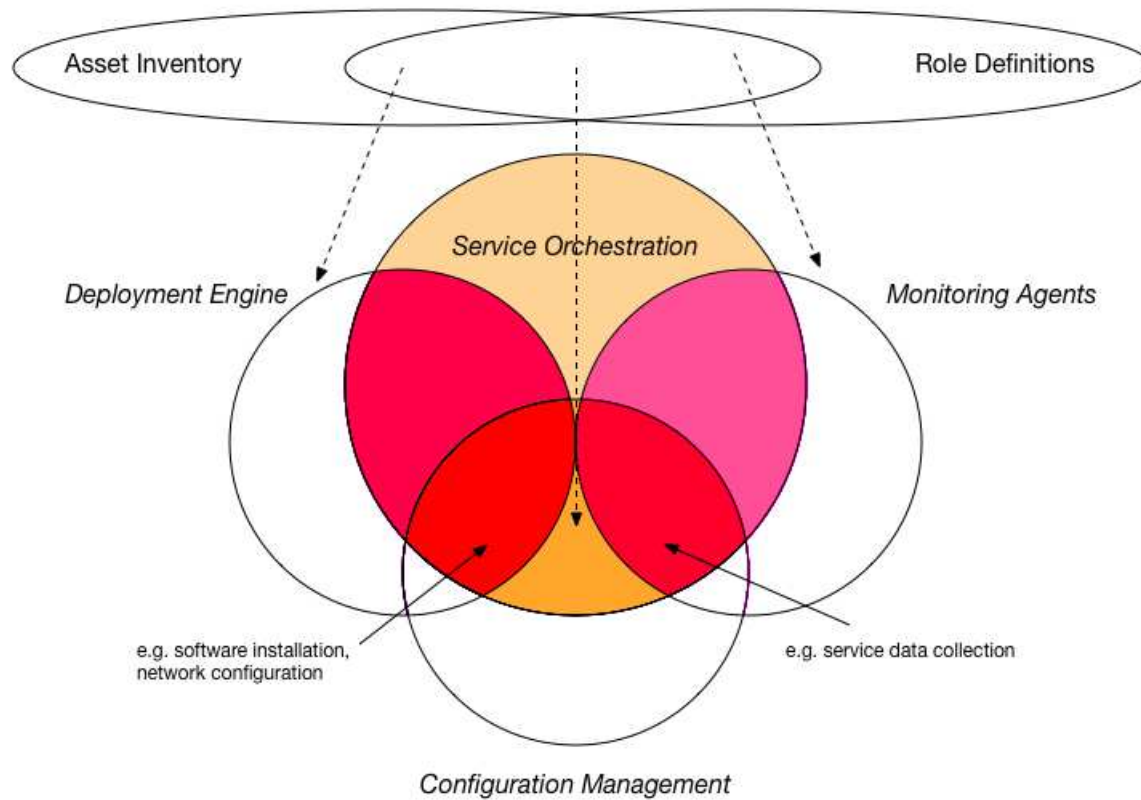 Asset Inventory
Role Definitions
Service Orchestration
Deployment Engine
Monitoring Agents
e.g. software installation,
network configuration
e.g. service data collection
Configuration Management